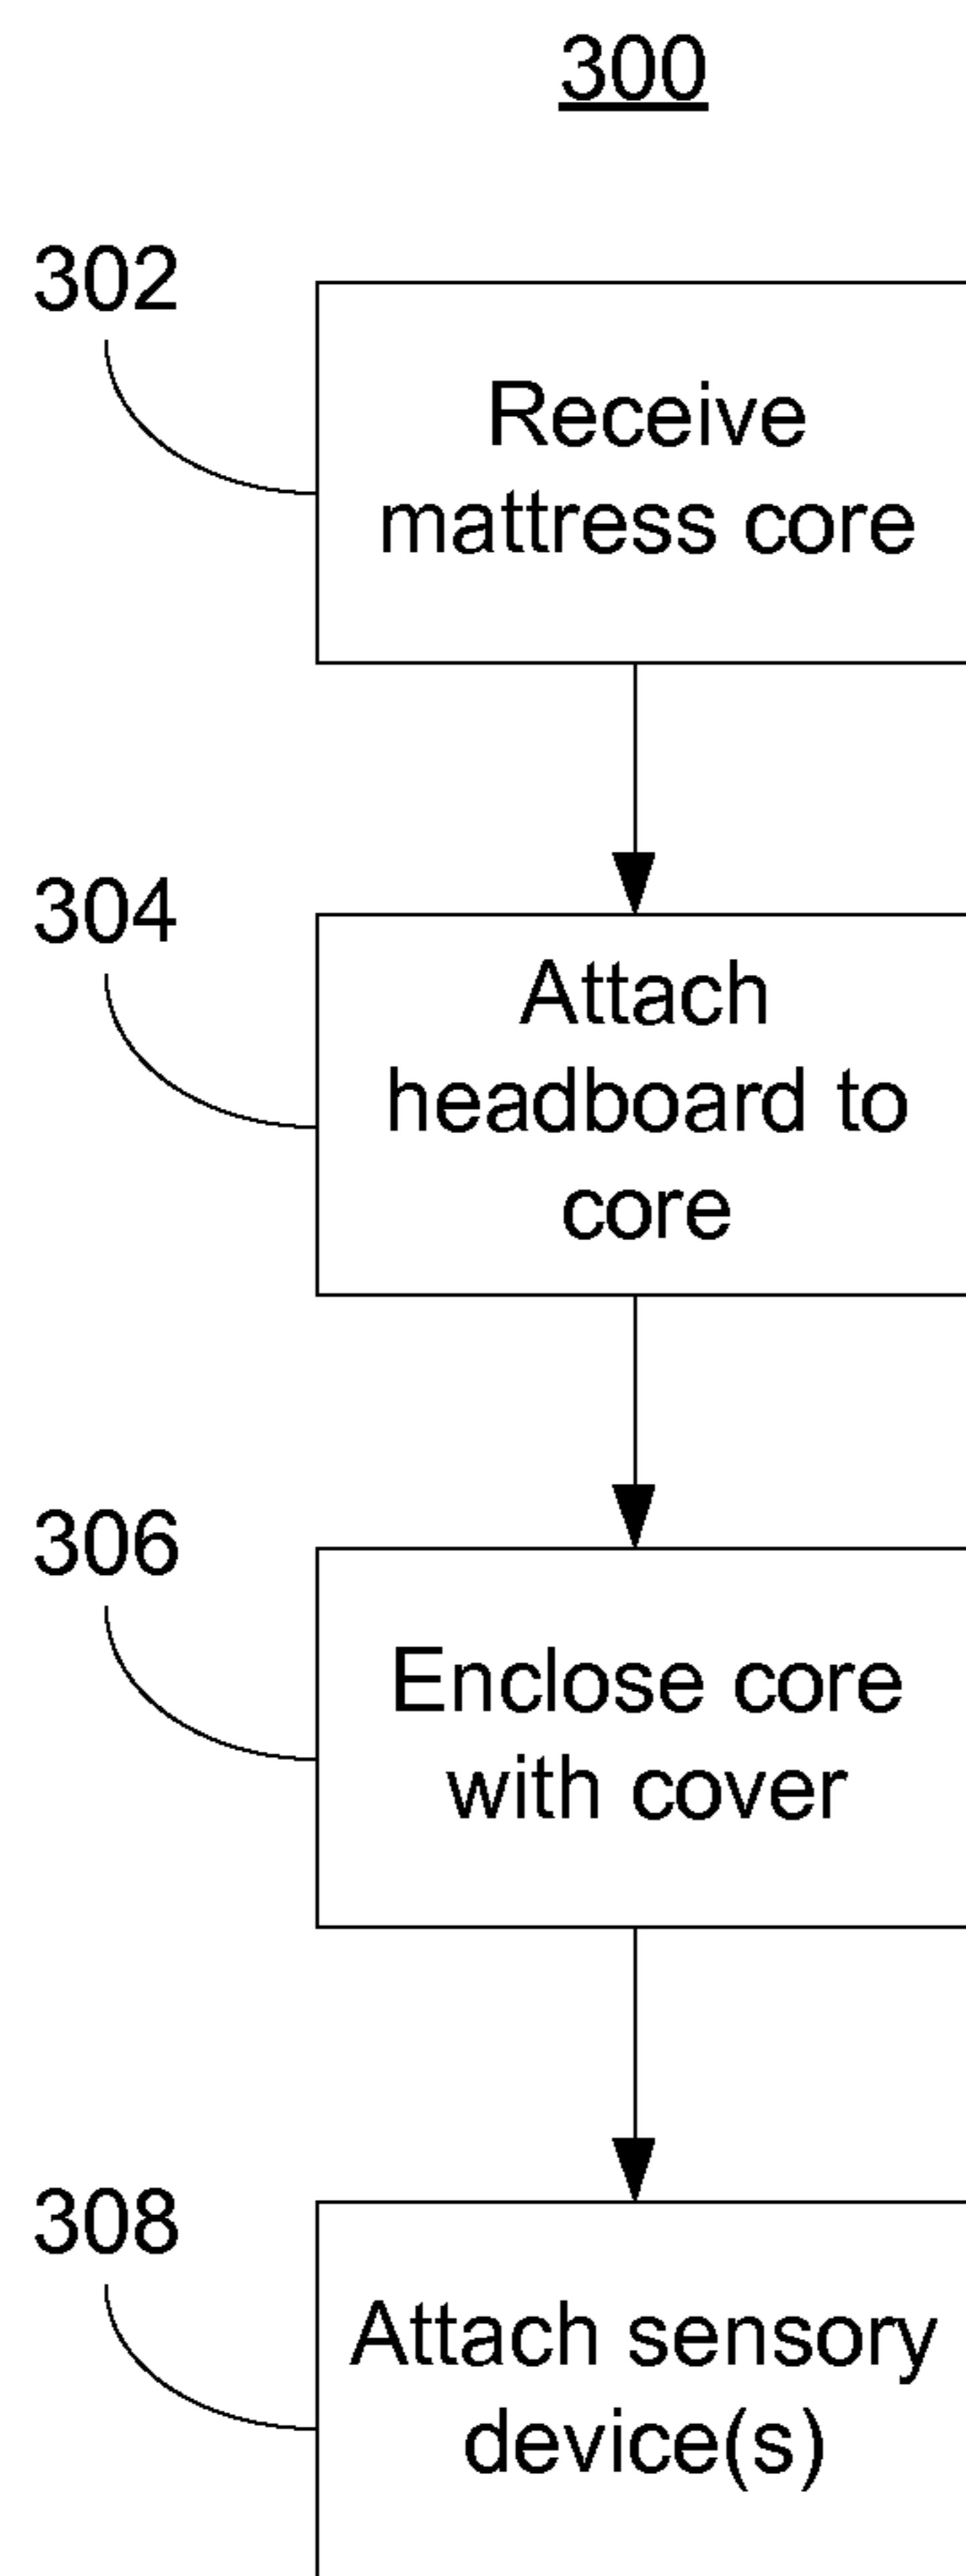 300
302
Receive
mattress core
304
Attach
headboard to
core
306
Enclose core
with cover
308
Attach sensory
device(s)